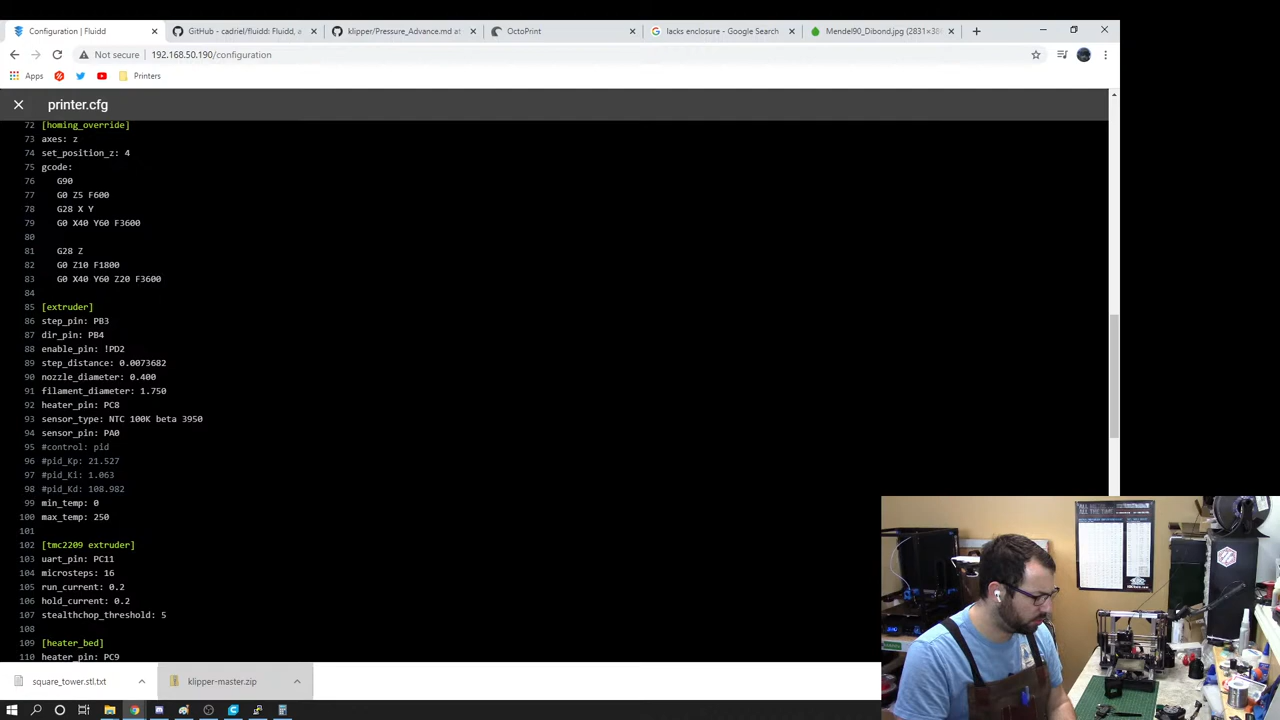 Configuration | Fluidd
GitHub - cadriel/fluidd: Fluidd, a
klipper/Pressure_Advance.md at
OctoPrint
lacks enclosure - Google Search
Mendel90_Dibond.jpg (2831×38
Not secure
192.168.50.190/configuration
Apps
Printers
printer.cfg
72 [homing_override]
73 axes: z
74 set_position_z: 4
75 gcode:
76 G90
77 G0 Z5 F600
78 G28 X Y
79 G0 X40 Y60 F3600
80
81 G28 Z
82 G0 Z10 F1800
83 G0 X40 Y60 Z20 F3600
84
85 [extruder]
86 step_pin: PB3
87 dir_pin: PB4
88 enable_pin: !PD2
89 step_distance: 0.0073682
90 nozzle_diameter: 0.400
91 filament_diameter: 1.750
92 heater_pin: PC8
93 sensor_type: NTC 100K beta 3950
94 sensor_pin: PA0
95 #control: pid
96 #pid_Kp: 21.527
97 #pid_Ki: 1.063
98 #pid_Kd: 108.982
99 min_temp: 0
100 max_temp: 250
101
102 [tmc2209 extruder]
103 uart_pin: PC11
104 microsteps: 16
105 run_current: 0.2
106 hold_current: 0.2
107 stealthchop_threshold: 5
108
109 [heater_bed]
110 heater_pin: PC9
square_tower.stl.txt
klipper-master.zip